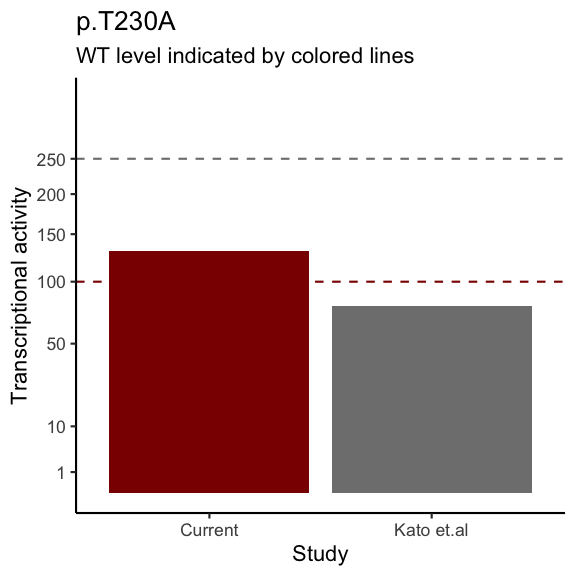 p.T230A
WT level indicated by colored lines
250
200
150
100
50
10
1
Transcriptional activity
Current
Kato et.al
Study